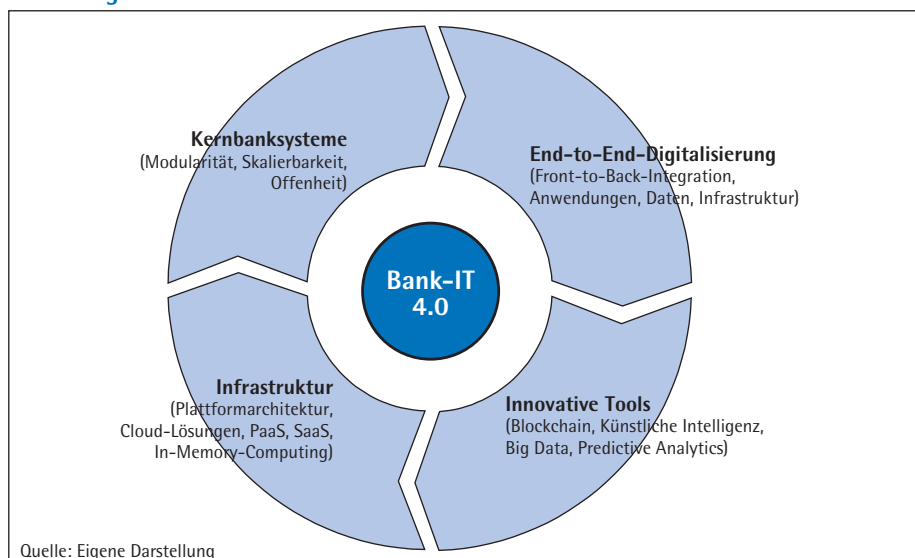 Kernbanksysteme
(Modularität, Skalierbarkeit,
Offenheit)
End-to-End-Digitalisierung
(Front-to-Back-Integration,
Anwendungen, Daten, Infrastruktur)
Bank-IT
4.0
Infrastruktur
(Plattformarchitektur,
Cloud-Lösungen, PaaS, SaaS,
In-Memory-Computing)
Innovative Tools
(Blockchain, Künstliche Intelligenz,
Big Data, Predictive Analytics)
Quelle: Eigene Darstellung